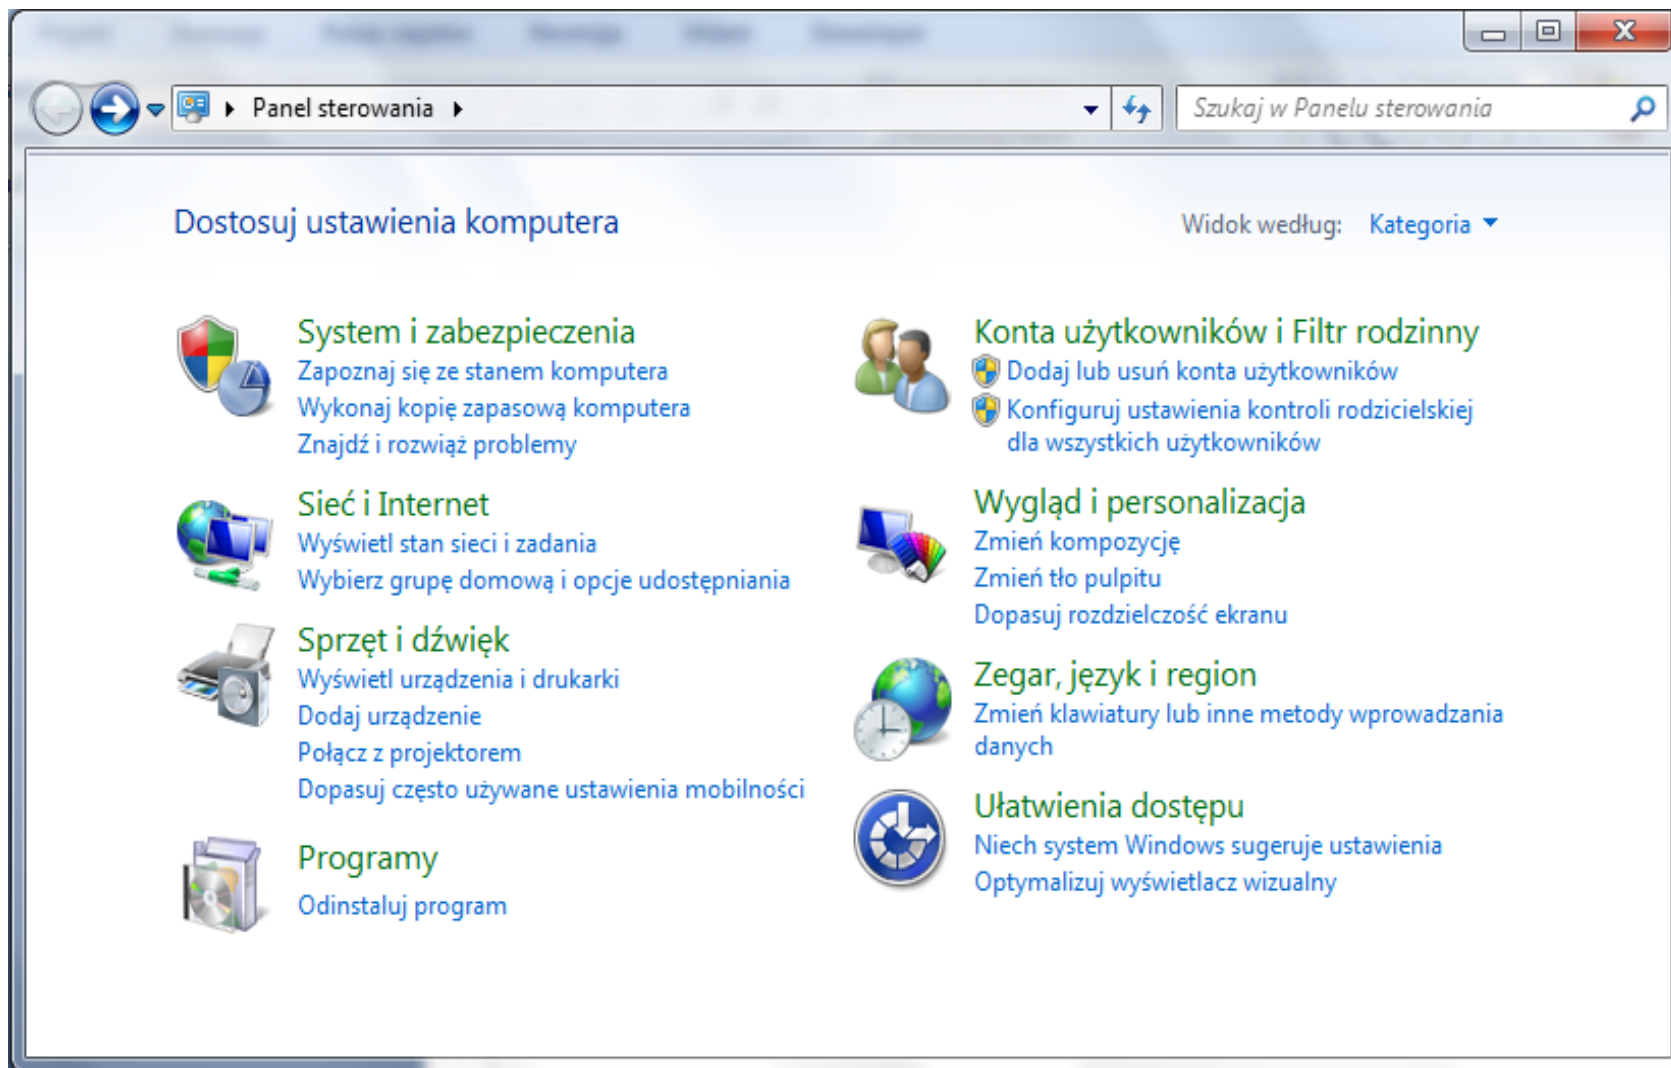 Panel sterowania
Szukaj w Panelu sterowania
Dostosuj ustawienia komputera
Widok według: Kategoria
System i zabezpieczenia
Zapoznaj się ze stanem komputera
Wykonaj kopię zapasową komputera
Znajdź i rozwiąż problemy
Sieć i Internet
Wyświetl stan sieci i zadania
Wybierz grupę domową i opcje udostępniania
Sprzęt i dźwięk
Wyświetl urządzenia i drukarki
Dodaj urządzenie
Połącz z projektorem
Dopasuj często używane ustawienia mobilności
Programy
Odinstaluj program
Konta użytkowników i Filtr rodzinny
Dodaj lub usuń konta użytkowników
Konfiguruj ustawienia kontroli rodzicielskiej
dla wszystkich użytkowników
Wygląd i personalizacja
Zmień kompozycję
Zmień tło pulpitu
Dopasuj rozdzielczość ekranu
Zegar, język i region
Zmień klawiatury lub inne metody wprowadzania
danych
Ułatwienia dostępu
Niech system Windows sugeruje ustawienia
Optymalizuj wyświetlacz wizualny